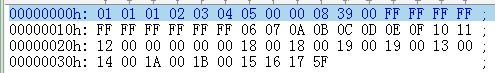 00000000h: 01 01 01 02 03 04 05 00 00 08 39 00 FF FF FF FF ;
00000010h: FF FF FF FF FF FF 06 07 0A 0B 0C 0D 0E 0F 10 11 ;
00000020h: 12 00 00 00 00 00 18 00 18 00 19 00 19 00 13 00 ;
00000030h: 14 00 1A 00 1B 00 15 16 17 5F ;